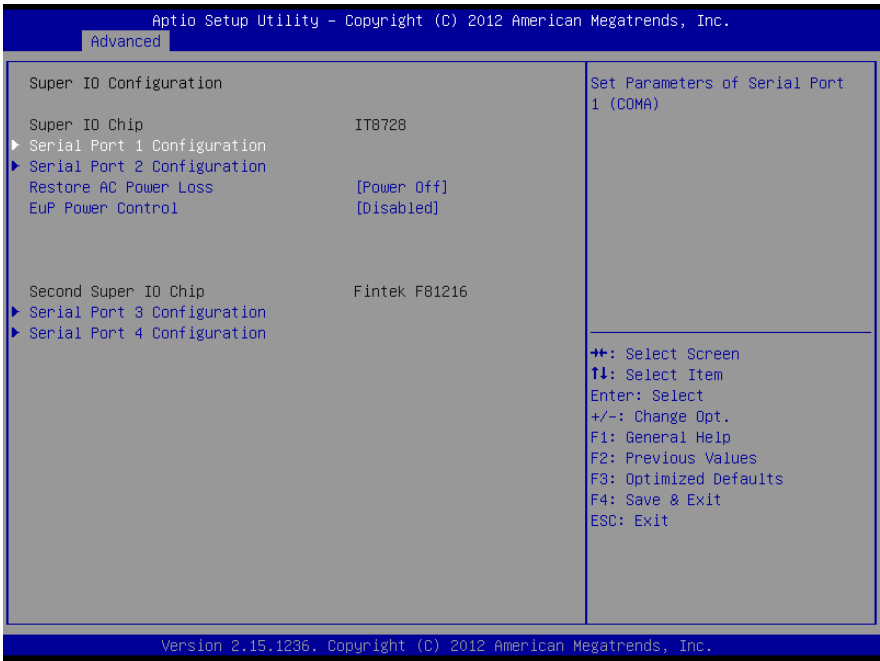 Aptio Setup Utility – Copyright (C) 2012 American Megatrends, Inc.
Advanced
Super IO Configuration
Super IO Chip IT8728
Serial Port 1 Configuration
Serial Port 2 Configuration
Restore AC Power Loss [Power Off]
EuP Power Control [Disabled]
Second Super IO Chip Fintek F81216
Serial Port 3 Configuration
Serial Port 4 Configuration
Set Parameters of Serial Port
1 (COMA)
→←: Select Screen
↑↓: Select Item
Enter: Select
+/-: Change Opt.
F1: General Help
F2: Previous Values
F3: Optimized Defaults
F4: Save & Exit
ESC: Exit
Version 2.15.1236. Copyright (C) 2012 American Megatrends, Inc.